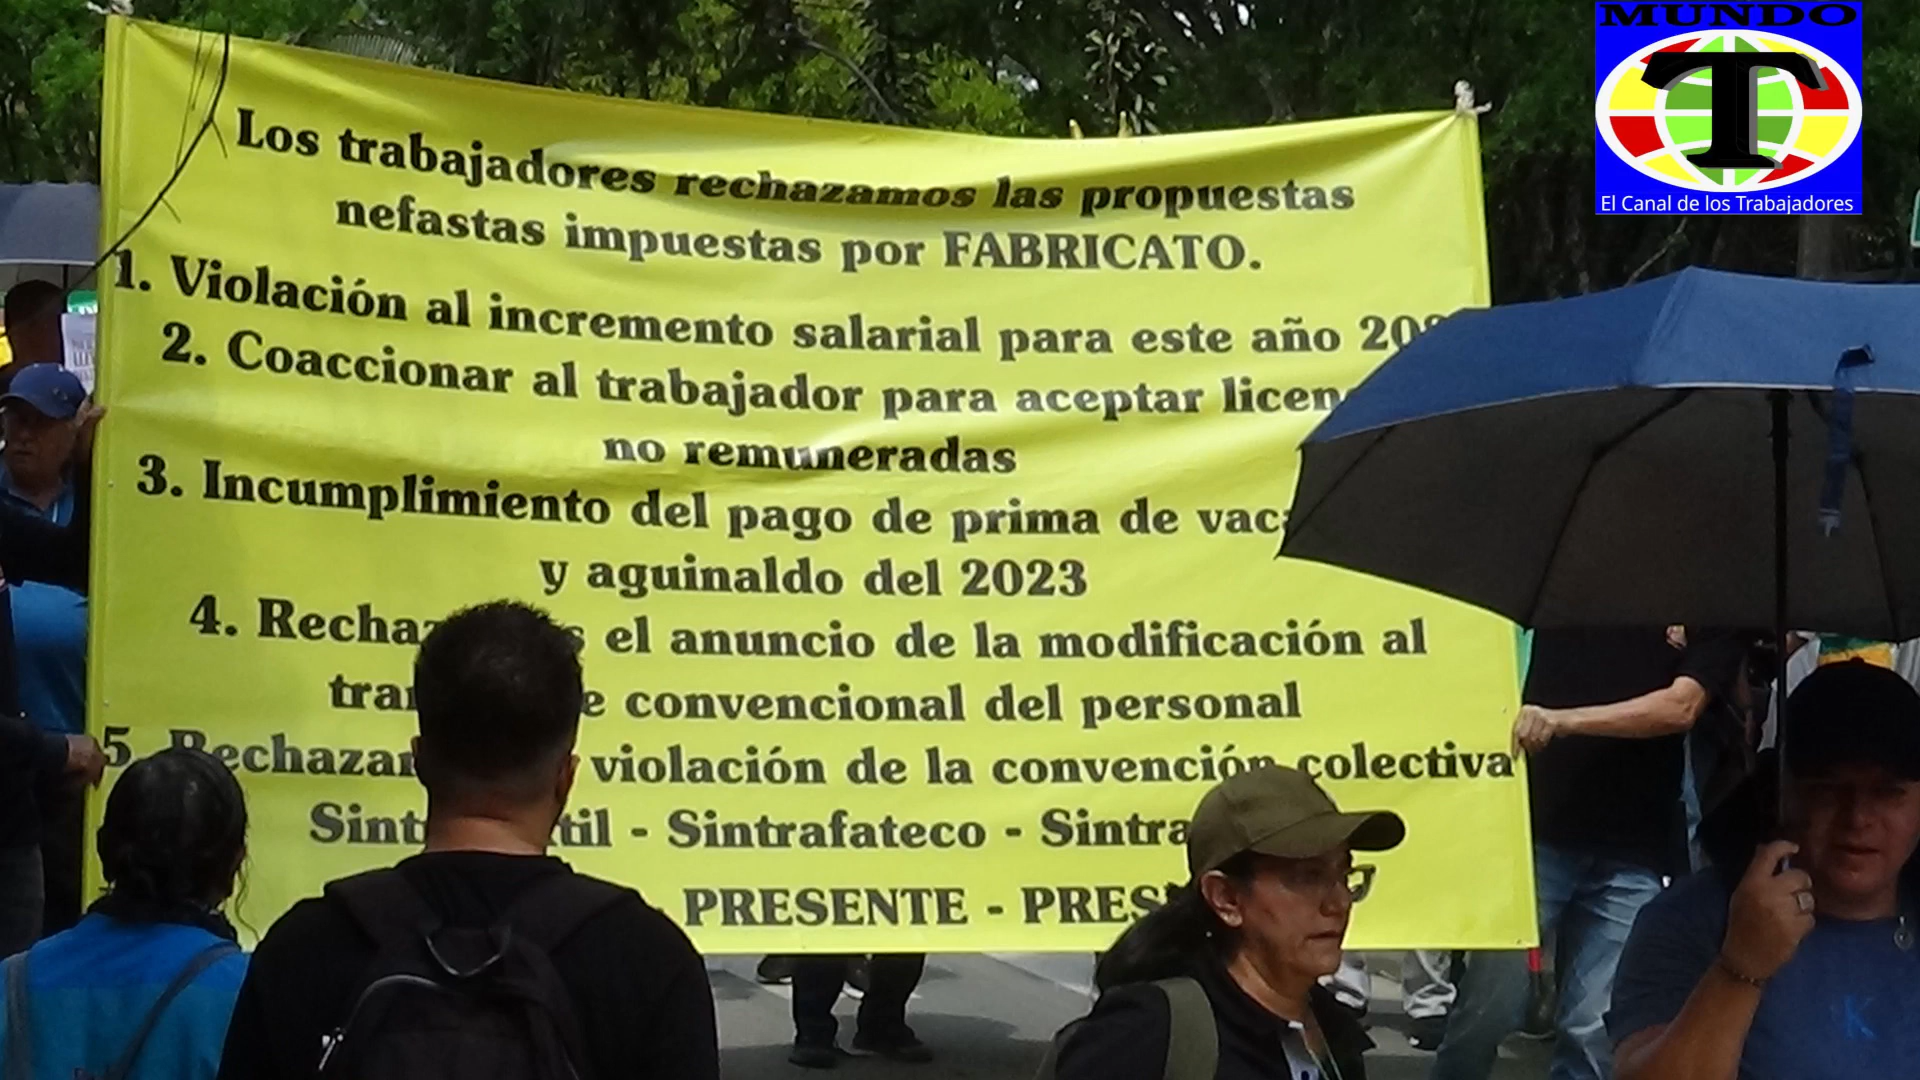 MUNDO
T
El Canal de los Trabajadores
Los trabajadores rechazamos las propuestas
nefastas impuestas por FABRICATO.
1. Violación al incremento salarial para este año
2. Coaccionar al trabajador para aceptar
no remuneradas
3. Incumplimiento del pago de prima de
y aguinaldo del 2023
4. el anuncio de la modificación al
convencional del personal
5. violación de la convención colectiva
- Sintrafateco -
PRESENTE -